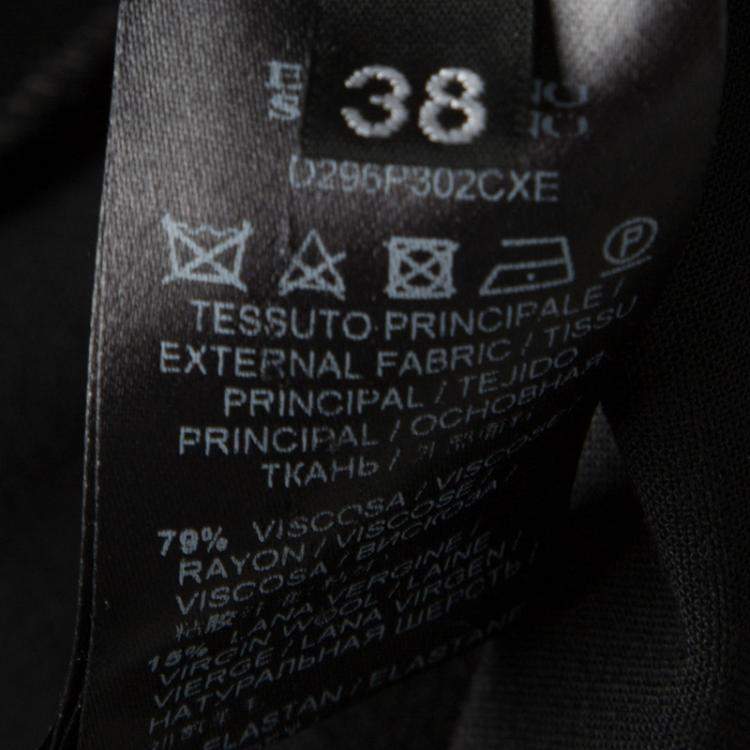 38
D296P302CXE
P
TESSUTO PRINCIPALE /
EXTERNAL FABRIC / TISSU
PRINCIPAL / TEJIDO
PRINCIPAL / ОСНОВНАЯ
ТКАНЬ /
79% VISCOSA / VISCOSE /
RAYON / VISCOSE /
VISCOSA / ВИСКОЗА /
15% LANA VERGINE /
VIRGIN WOOL / LAINE
VIERGE / LANA VIRGEN /
НАТУРАЛЬНАЯ ШЕРСТЬ /
ELASTAN / ELASTANE